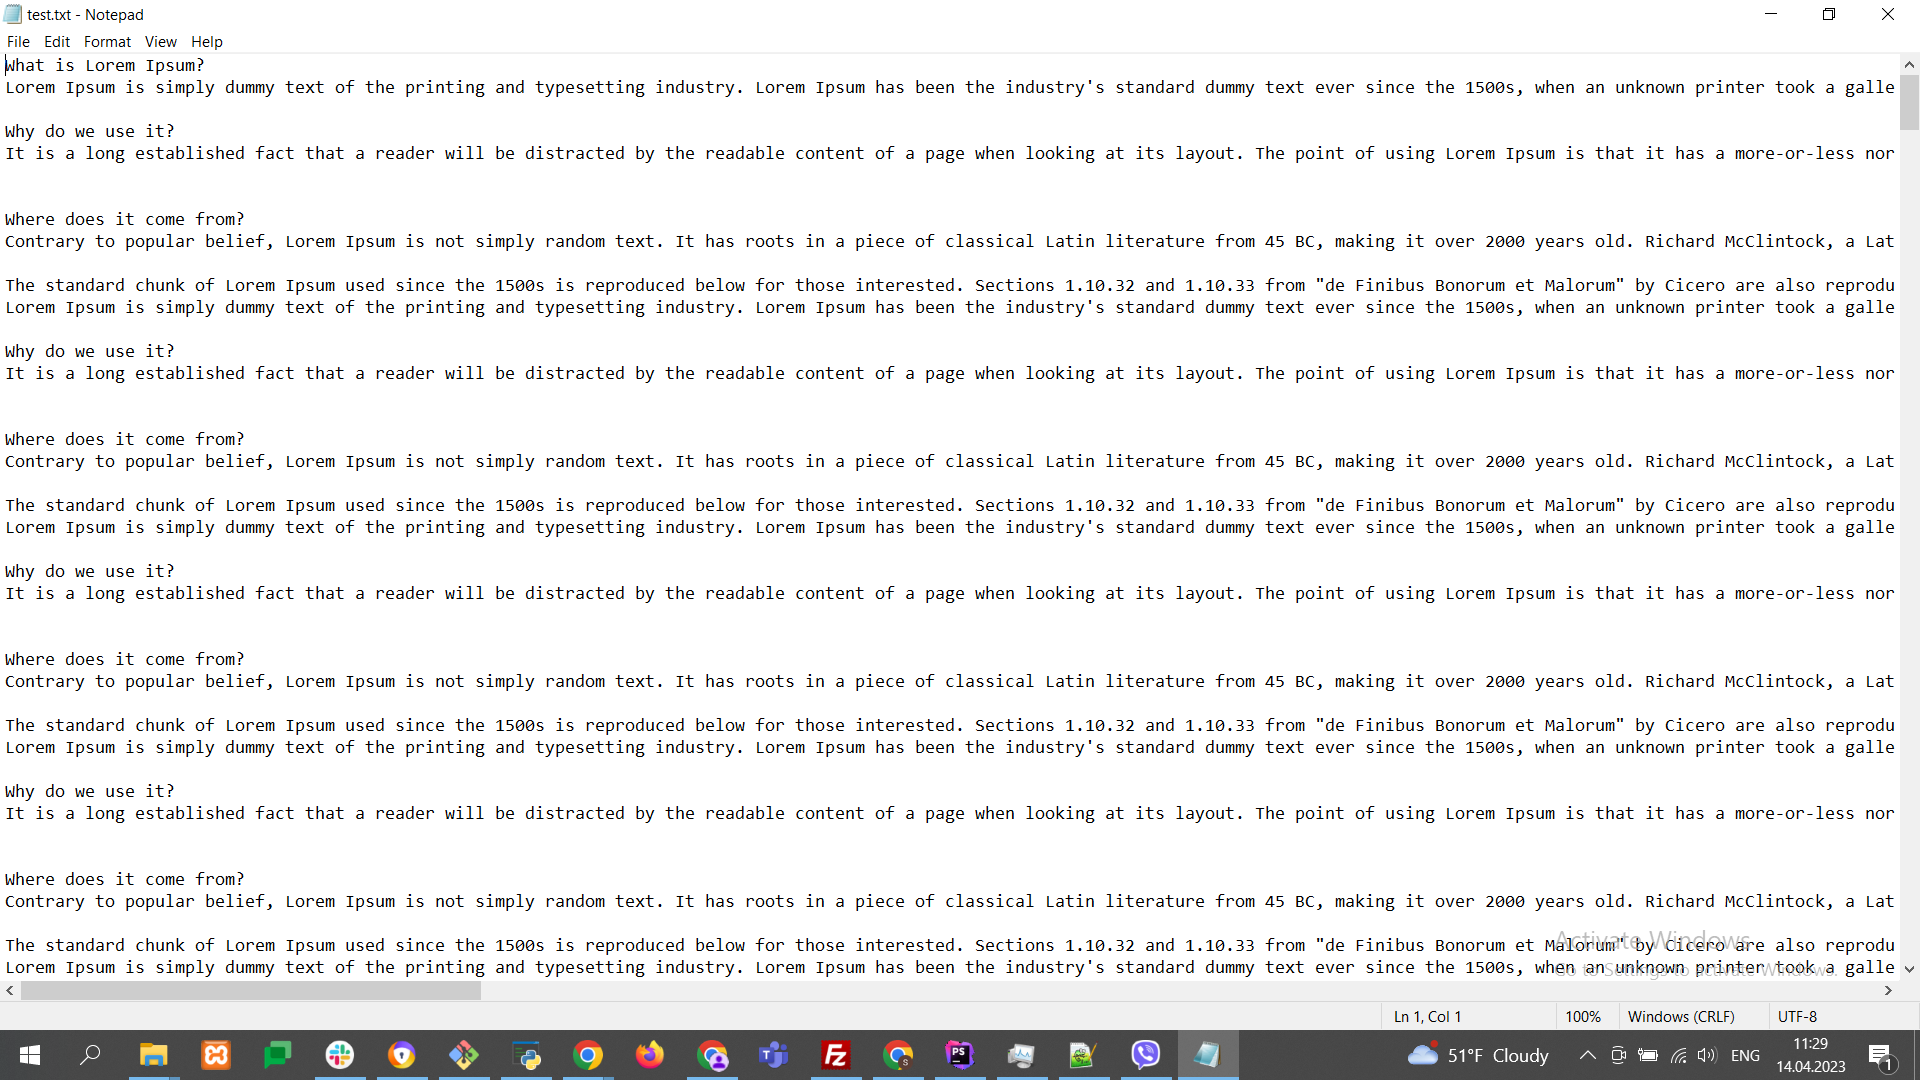 test.txt - Notepad
File Edit Format View Help
What is Lorem Ipsum?
Lorem Ipsum is simply dummy text of the printing and typesetting industry. Lorem Ipsum has been the industry's standard dummy text ever since the 1500s, when an unknown printer took a galle
Why do we use it?
It is a long established fact that a reader will be distracted by the readable content of a page when looking at its layout. The point of using Lorem Ipsum is that it has a more-or-less nor
Where does it come from?
Contrary to popular belief, Lorem Ipsum is not simply random text. It has roots in a piece of classical Latin literature from 45 BC, making it over 2000 years old. Richard McClintock, a Lat
The standard chunk of Lorem Ipsum used since the 1500s is reproduced below for those interested. Sections 1.10.32 and 1.10.33 from "de Finibus Bonorum et Malorum" by Cicero are also reprodu
Lorem Ipsum is simply dummy text of the printing and typesetting industry. Lorem Ipsum has been the industry's standard dummy text ever since the 1500s, when an unknown printer took a galle
Why do we use it?
It is a long established fact that a reader will be distracted by the readable content of a page when looking at its layout. The point of using Lorem Ipsum is that it has a more-or-less nor
Where does it come from?
Contrary to popular belief, Lorem Ipsum is not simply random text. It has roots in a piece of classical Latin literature from 45 BC, making it over 2000 years old. Richard McClintock, a Lat
The standard chunk of Lorem Ipsum used since the 1500s is reproduced below for those interested. Sections 1.10.32 and 1.10.33 from "de Finibus Bonorum et Malorum" by Cicero are also reprodu
Lorem Ipsum is simply dummy text of the printing and typesetting industry. Lorem Ipsum has been the industry's standard dummy text ever since the 1500s, when an unknown printer took a galle
Why do we use it?
It is a long established fact that a reader will be distracted by the readable content of a page when looking at its layout. The point of using Lorem Ipsum is that it has a more-or-less nor
Where does it come from?
Contrary to popular belief, Lorem Ipsum is not simply random text. It has roots in a piece of classical Latin literature from 45 BC, making it over 2000 years old. Richard McClintock, a Lat
The standard chunk of Lorem Ipsum used since the 1500s is reproduced below for those interested. Sections 1.10.32 and 1.10.33 from "de Finibus Bonorum et Malorum" by Cicero are also reprodu
Lorem Ipsum is simply dummy text of the printing and typesetting industry. Lorem Ipsum has been the industry's standard dummy text ever since the 1500s, when an unknown printer took a galle
Why do we use it?
It is a long established fact that a reader will be distracted by the readable content of a page when looking at its layout. The point of using Lorem Ipsum is that it has a more-or-less nor
Where does it come from?
Contrary to popular belief, Lorem Ipsum is not simply random text. It has roots in a piece of classical Latin literature from 45 BC, making it over 2000 years old. Richard McClintock, a Lat
The standard chunk of Lorem Ipsum used since the 1500s is reproduced below for those interested. Sections 1.10.32 and 1.10.33 from "de Finibus Bonorum et Malorum" by Cicero are also reprodu
Lorem Ipsum is simply dummy text of the printing and typesetting industry. Lorem Ipsum has been the industry's standard dummy text ever since the 1500s, when an unknown printer took a galle
Activate Windows
Go to Settings to activate Windows.
Ln 1, Col 1 100% Windows (CRLF) UTF-8
PS
51°F Cloudy ENG 11:29
14.04.2023 1